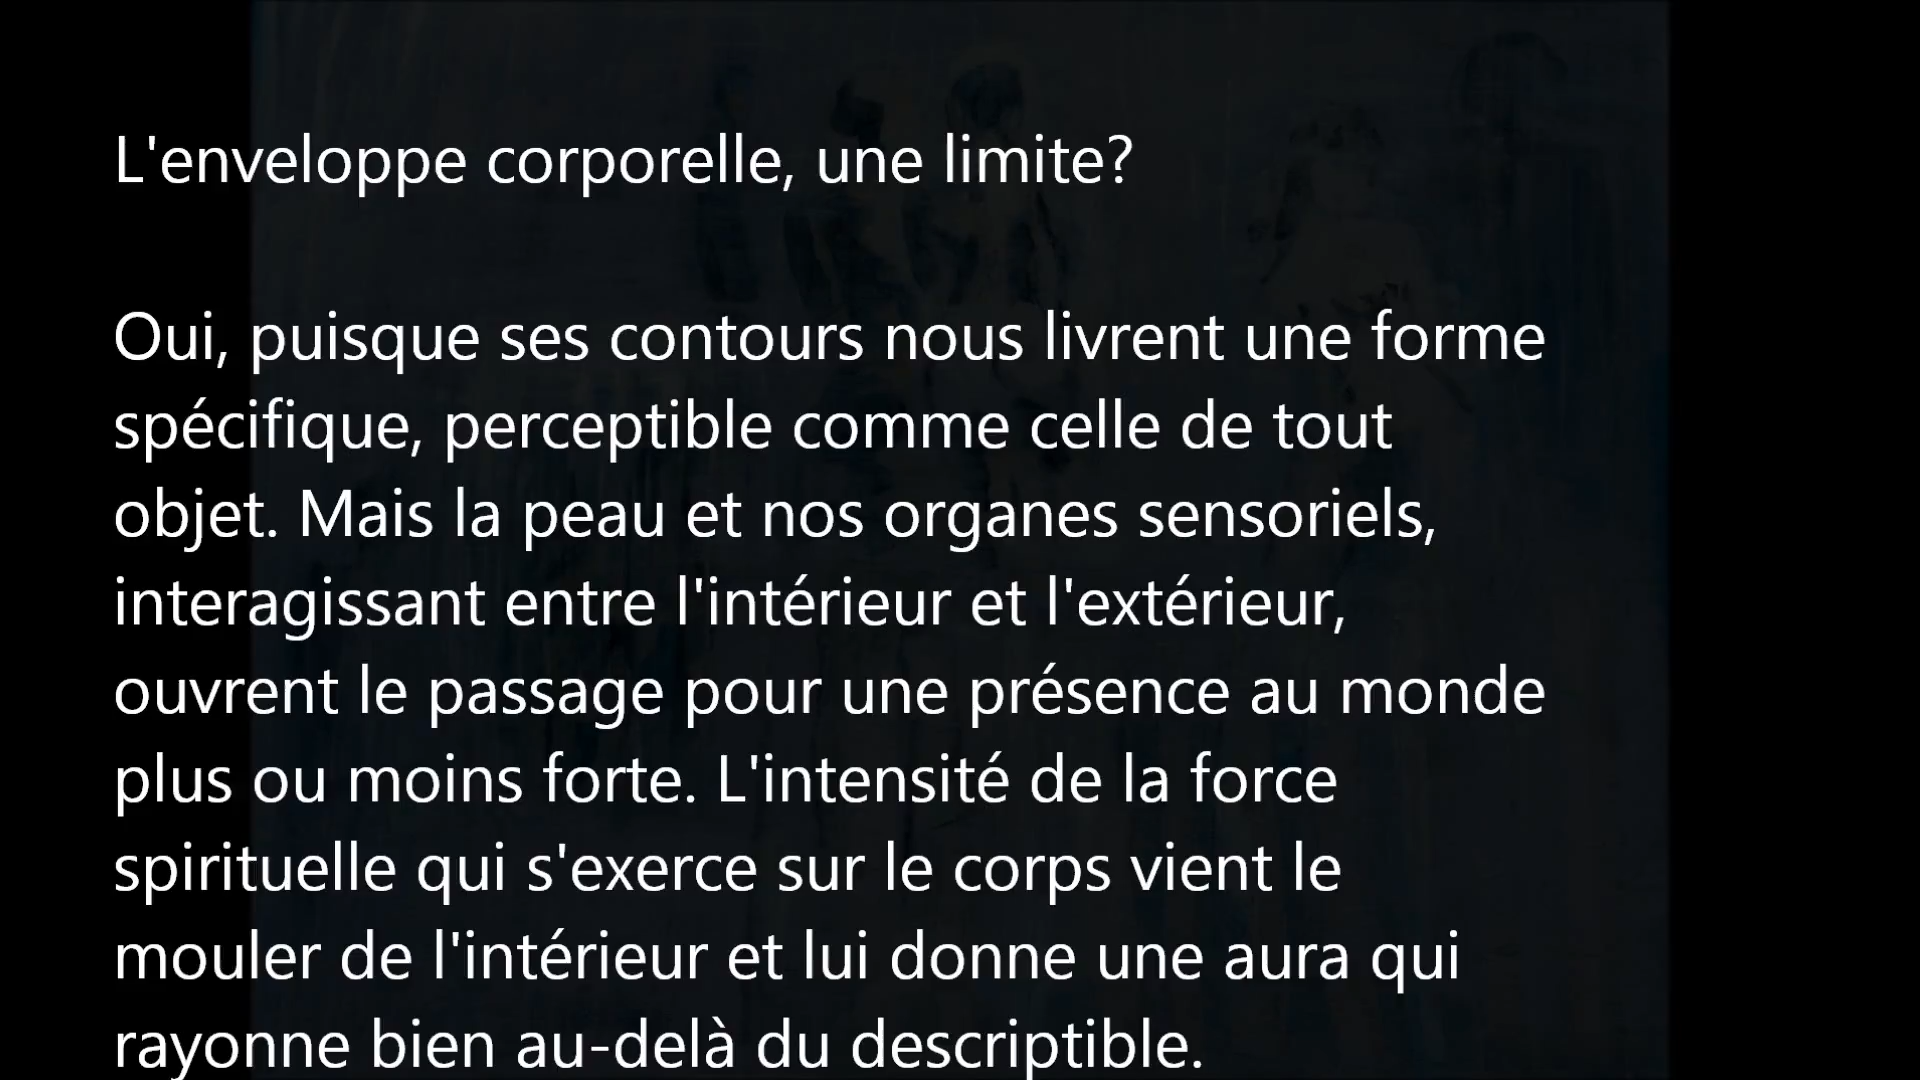 L'enveloppe corporelle, une limite?
Oui, puisque ses contours nous livrent une forme
spécifique, perceptible comme celle de tout
objet. Mais la peau et nos organes sensoriels,
interagissant entre l'intérieur et l'extérieur,
ouvrent le passage pour une présence au monde
plus ou moins forte. L'intensité de la force
spirituelle qui s'exerce sur le corps vient le
mouler de l'intérieur et lui donne une aura qui
rayonne bien au-delà du descriptible.